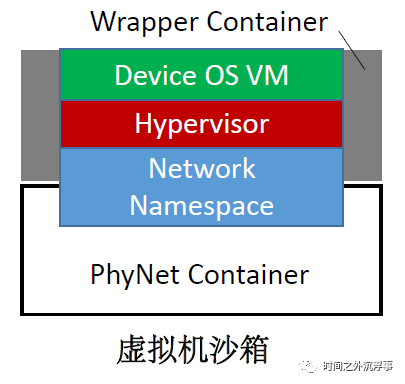 Wrapper Container
Device OS VM
Hypervisor
Network
Namespace
PhyNet Container
虚拟机沙箱
时间之外沉浮事